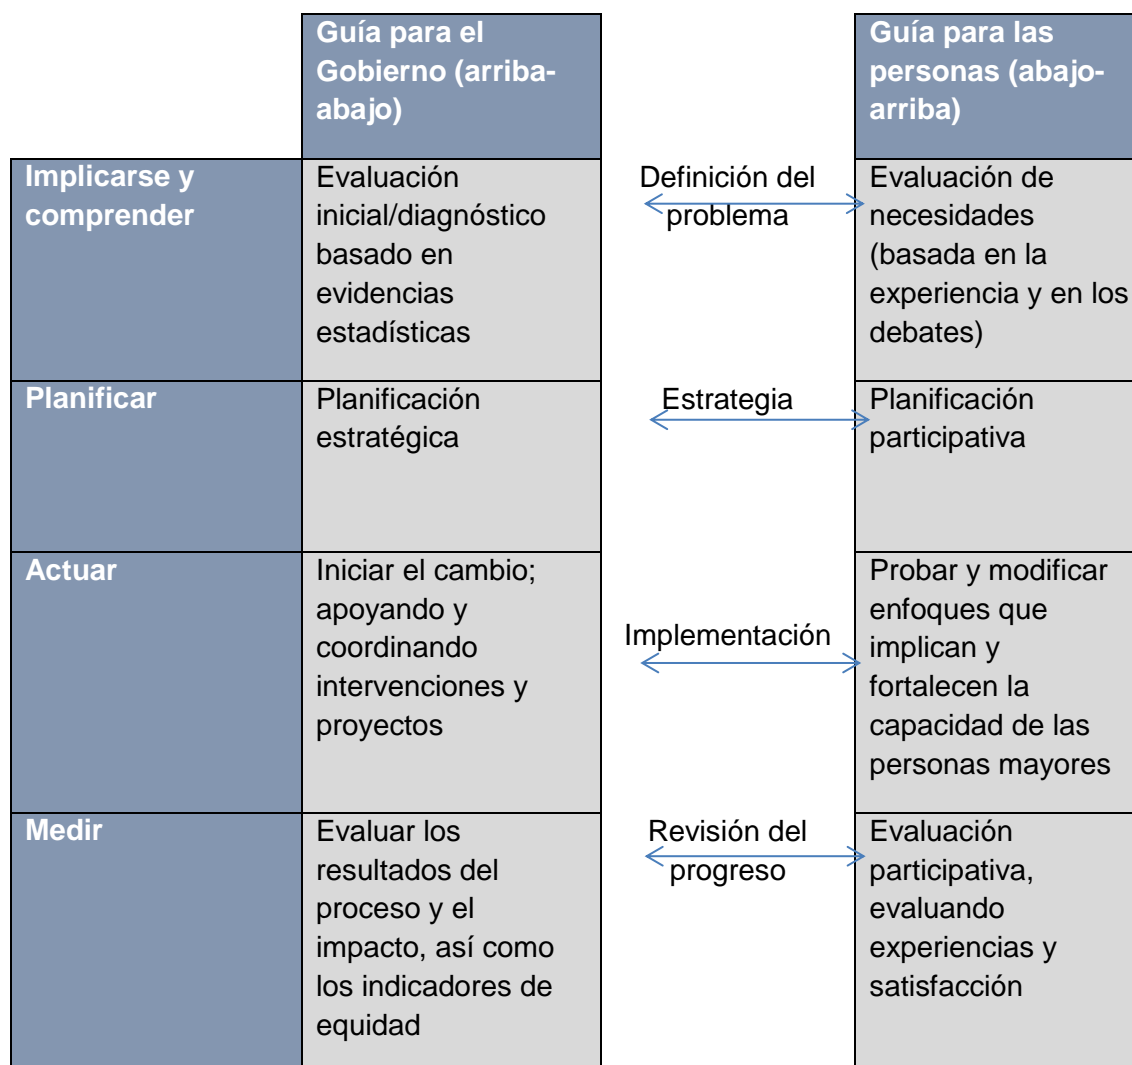 Guía para el
Gobierno (arriba-
abajo)
Guía para las
personas (abajo-
arriba)
Implicarse y
comprender
Evaluación
inicial/diagnóstico
basado en
evidencias
estadísticas
Definición del
problema
Evaluación de
necesidades
(basada en la
experiencia y en los
debates)
Planificar
Planificación
estratégica
Estrategia
Planificación
participativa
Actuar
Iniciar el cambio;
apoyando y
coordinando
intervenciones y
proyectos
Implementación
Probar y modificar
enfoques que
implican y
fortalecen la
capacidad de las
personas mayores
Medir
Evaluar los
resultados del
proceso y el
impacto, así como
los indicadores de
equidad
Revisión del
progreso
Evaluación
participativa,
evaluando
experiencias y
satisfacción